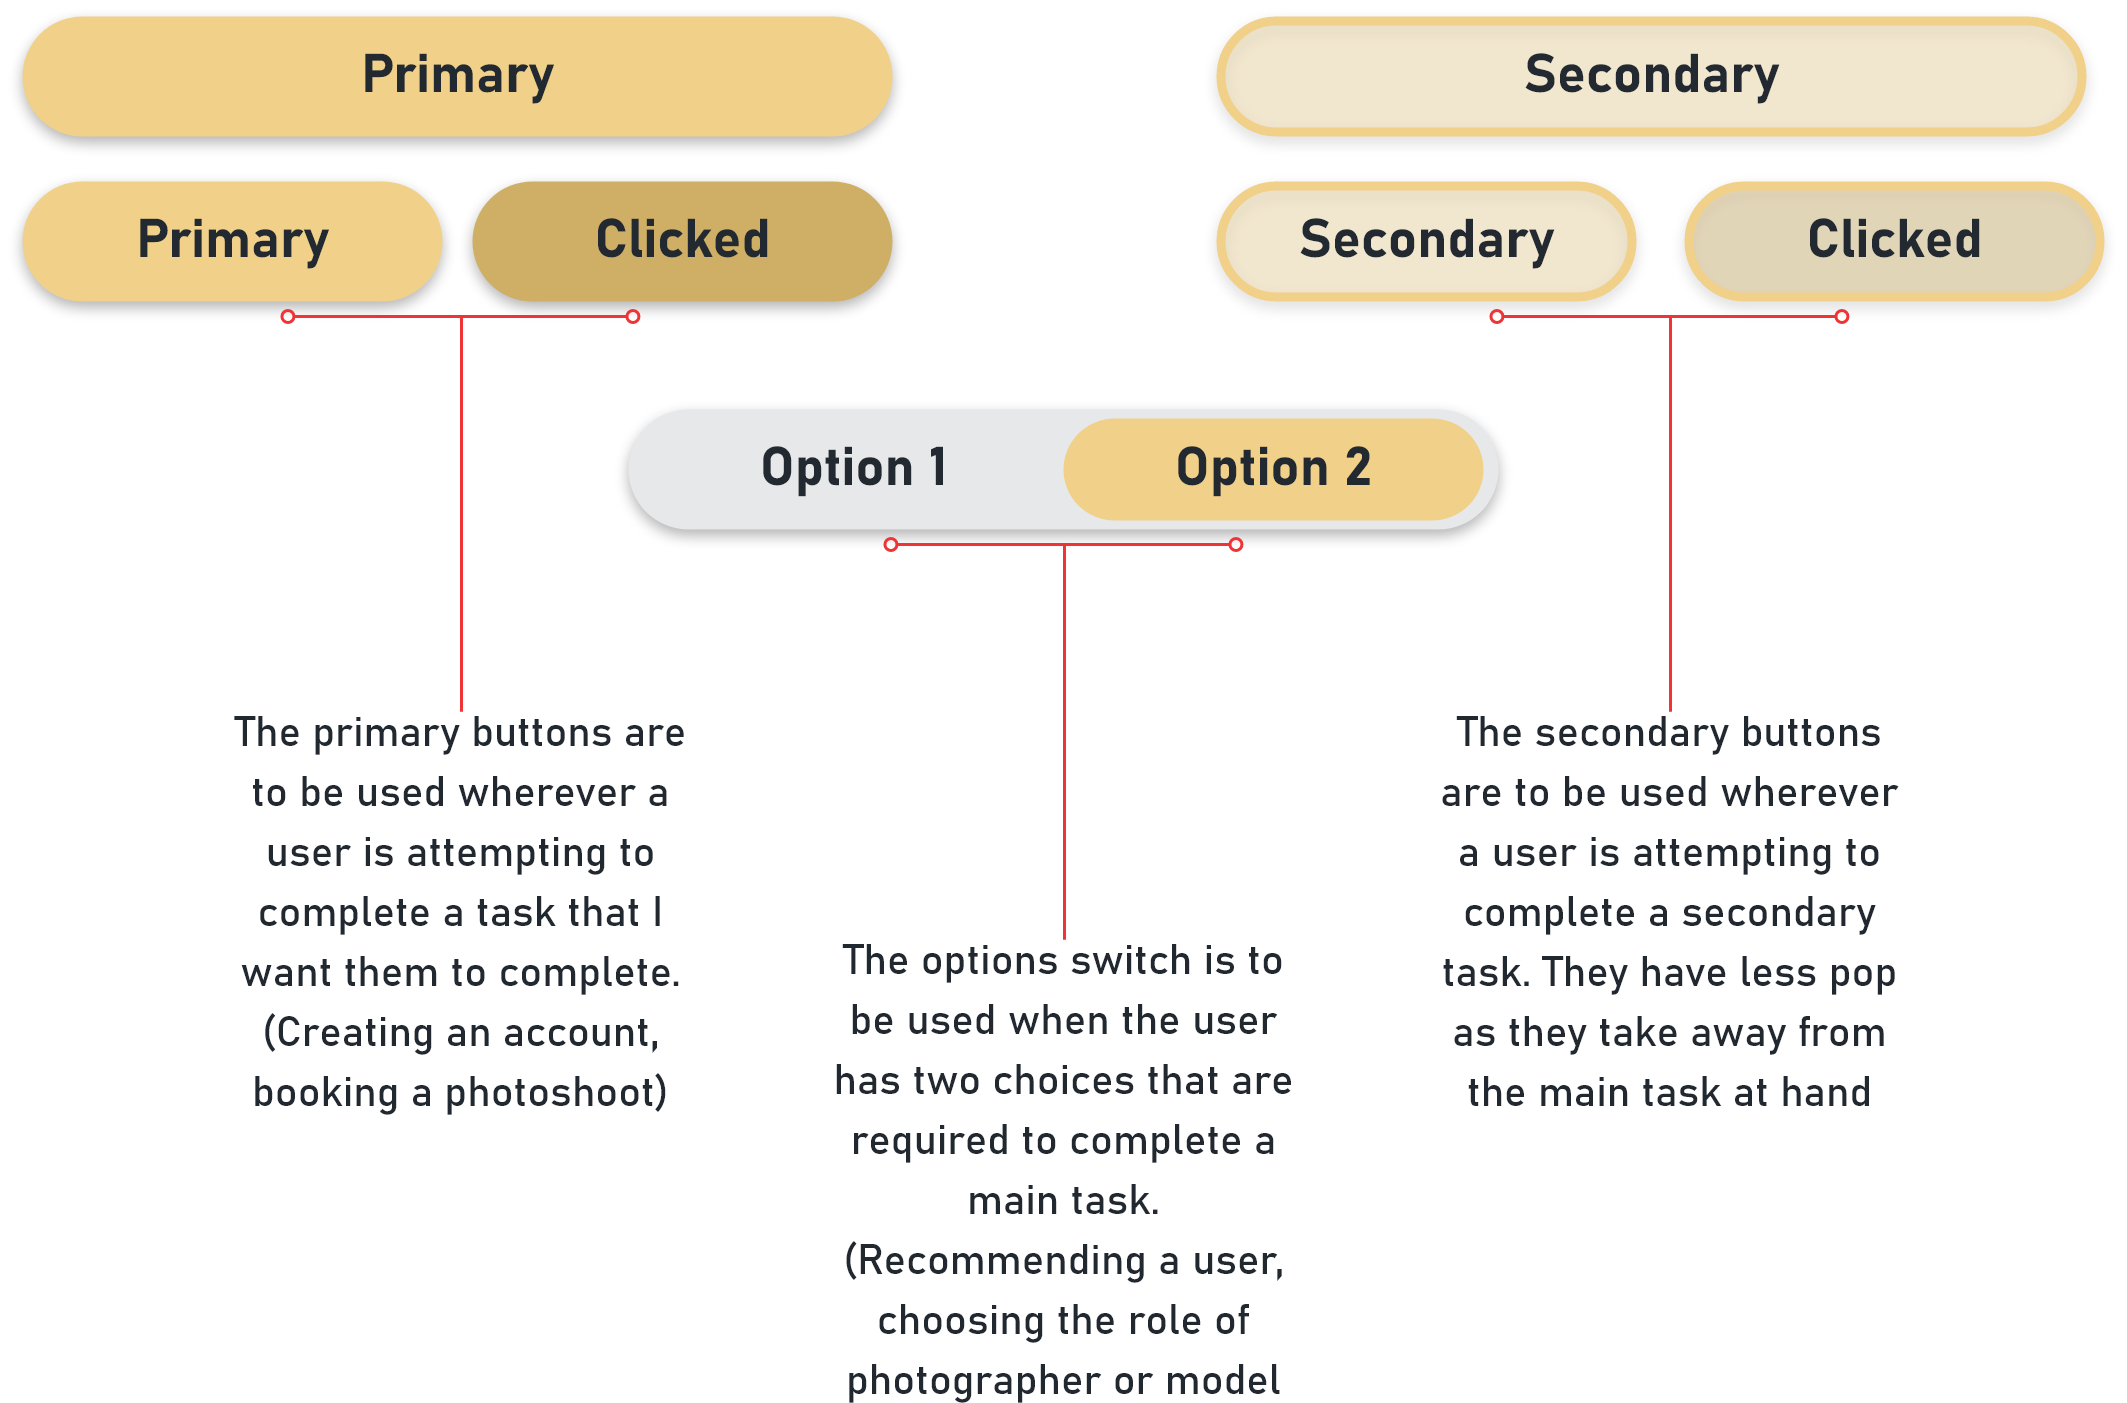 Primary
Secondary
Primary
Clicked
Secondary
Clicked
Option 1
Option 2
The primary buttons are
to be used wherever a
user is attempting to
complete a task that I
want them to complete.
(Creating an account,
booking a photoshoot)
The options switch is to
be used when the user
has two choices that are
required to complete a
main task.
(Recommending a user,
choosing the role of
photographer or model
The secondary buttons
are to be used wherever
a user is attempting to
complete a secondary
task. They have less pop
as they take away from
the main task at hand